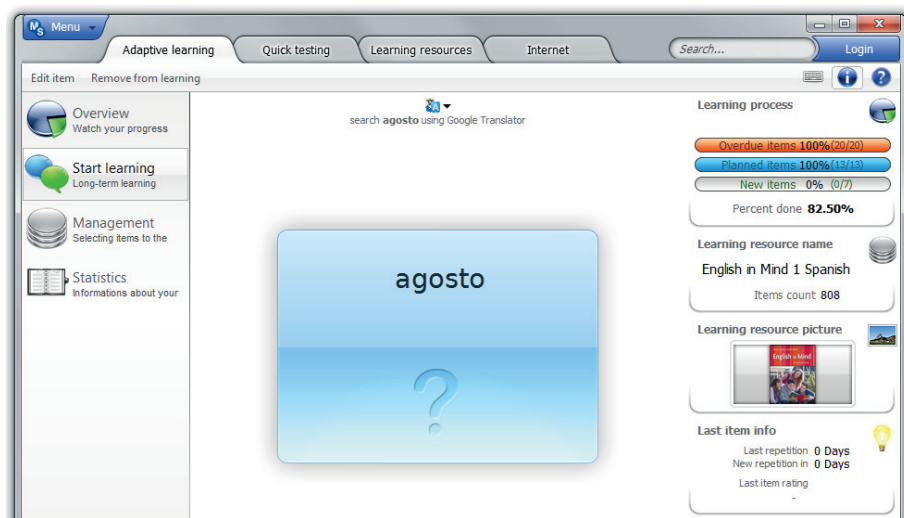 MS Menu
Adaptive learning Quick testing Learning resources Internet Search... Login
Edit item Remove from learning
Overview
Watch your progress
Start learning
Long-term learning
Management
Selecting items to the
Statistics
Informations about your
search agosto using Google Translator
agosto
?
Learning process
Overdue items 100% (20/20)
Planned items 100% (13/13)
New items 0% (0/7)
Percent done 82.50%
Learning resource name
English in Mind 1 Spanish
Items count 808
Learning resource picture
English in Mind
Last item info
Last repetition 0 Days
New repetition in 0 Days
Last item rating
-